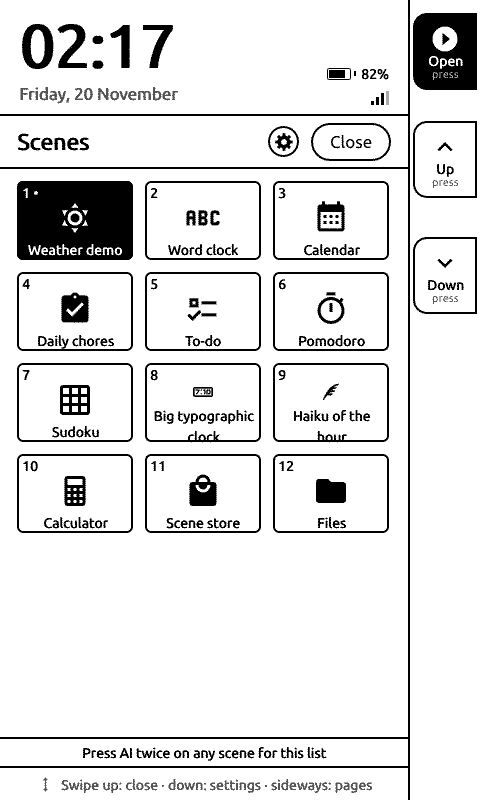 02:17
82%
Friday, 20 November
Scenes
Close
1 •
Weather demo
2
ABC
Word clock
3
Calendar
4
Daily chores
5
To-do
6
Pomodoro
7
Sudoku
8
7:10
Big typographic
clock
9
Haiku of the
hour
10
Calculator
11
Scene store
12
Files
Press AI twice on any scene for this list
Swipe up: close · down: settings · sideways: pages
Open
press
Up
press
Down
press